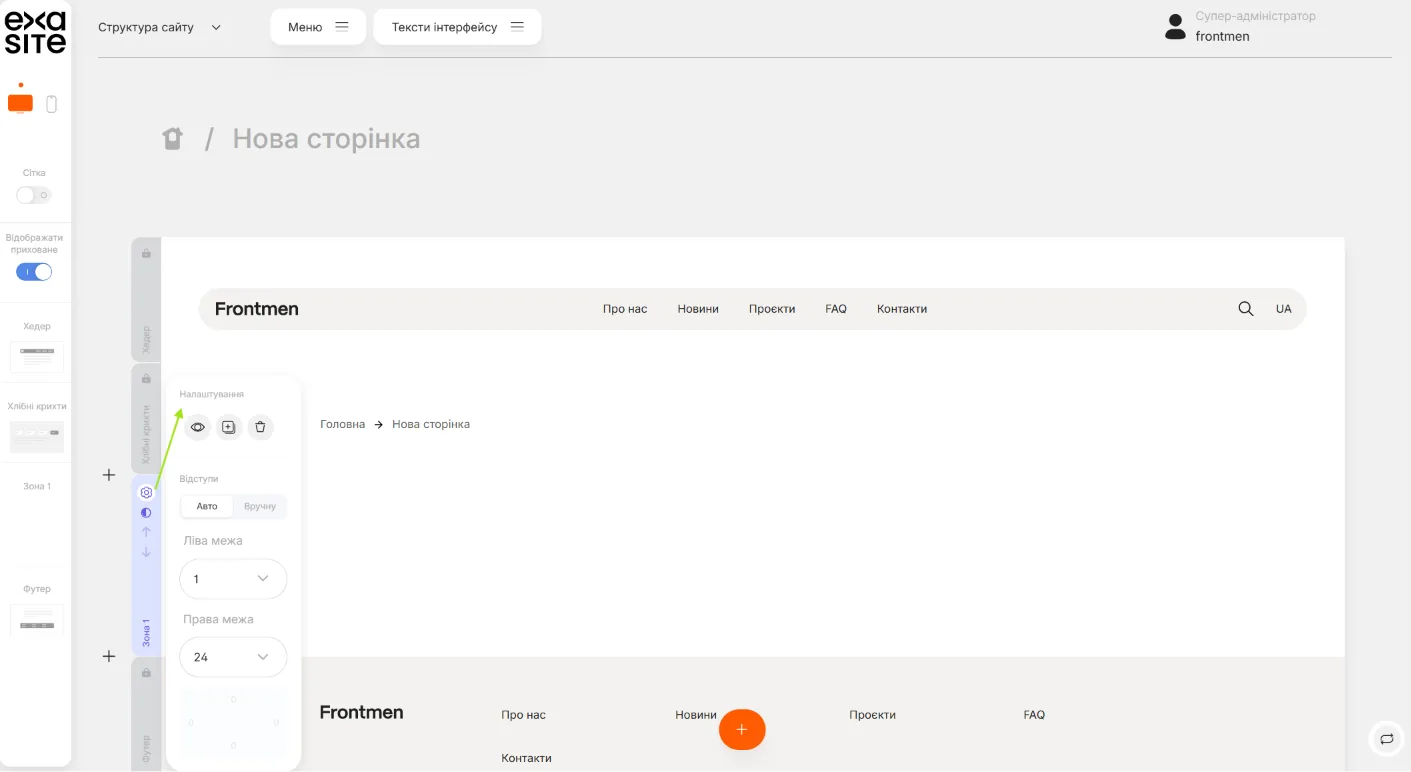 exa
SITE
Структура сайту
Меню
Тексти інтерфейсу
Супер-адміністратор
frontmen
/ Нова сторінка
Сітка
Відображати
приховане
Хедер
Хлібні крихти
Зона 1
Футер
Хедер
Frontmen
Про нас
Новини
Проєкти
FAQ
Контакти
UA
Хлібні крихти
Налаштування
Головна → Нова сторінка
Відступи
Авто
Вручну
Ліва межа
1
Права межа
24
0
0
0
0
Зона 1
Футер
Frontmen
Про нас
Новини
Проєкти
FAQ
Контакти